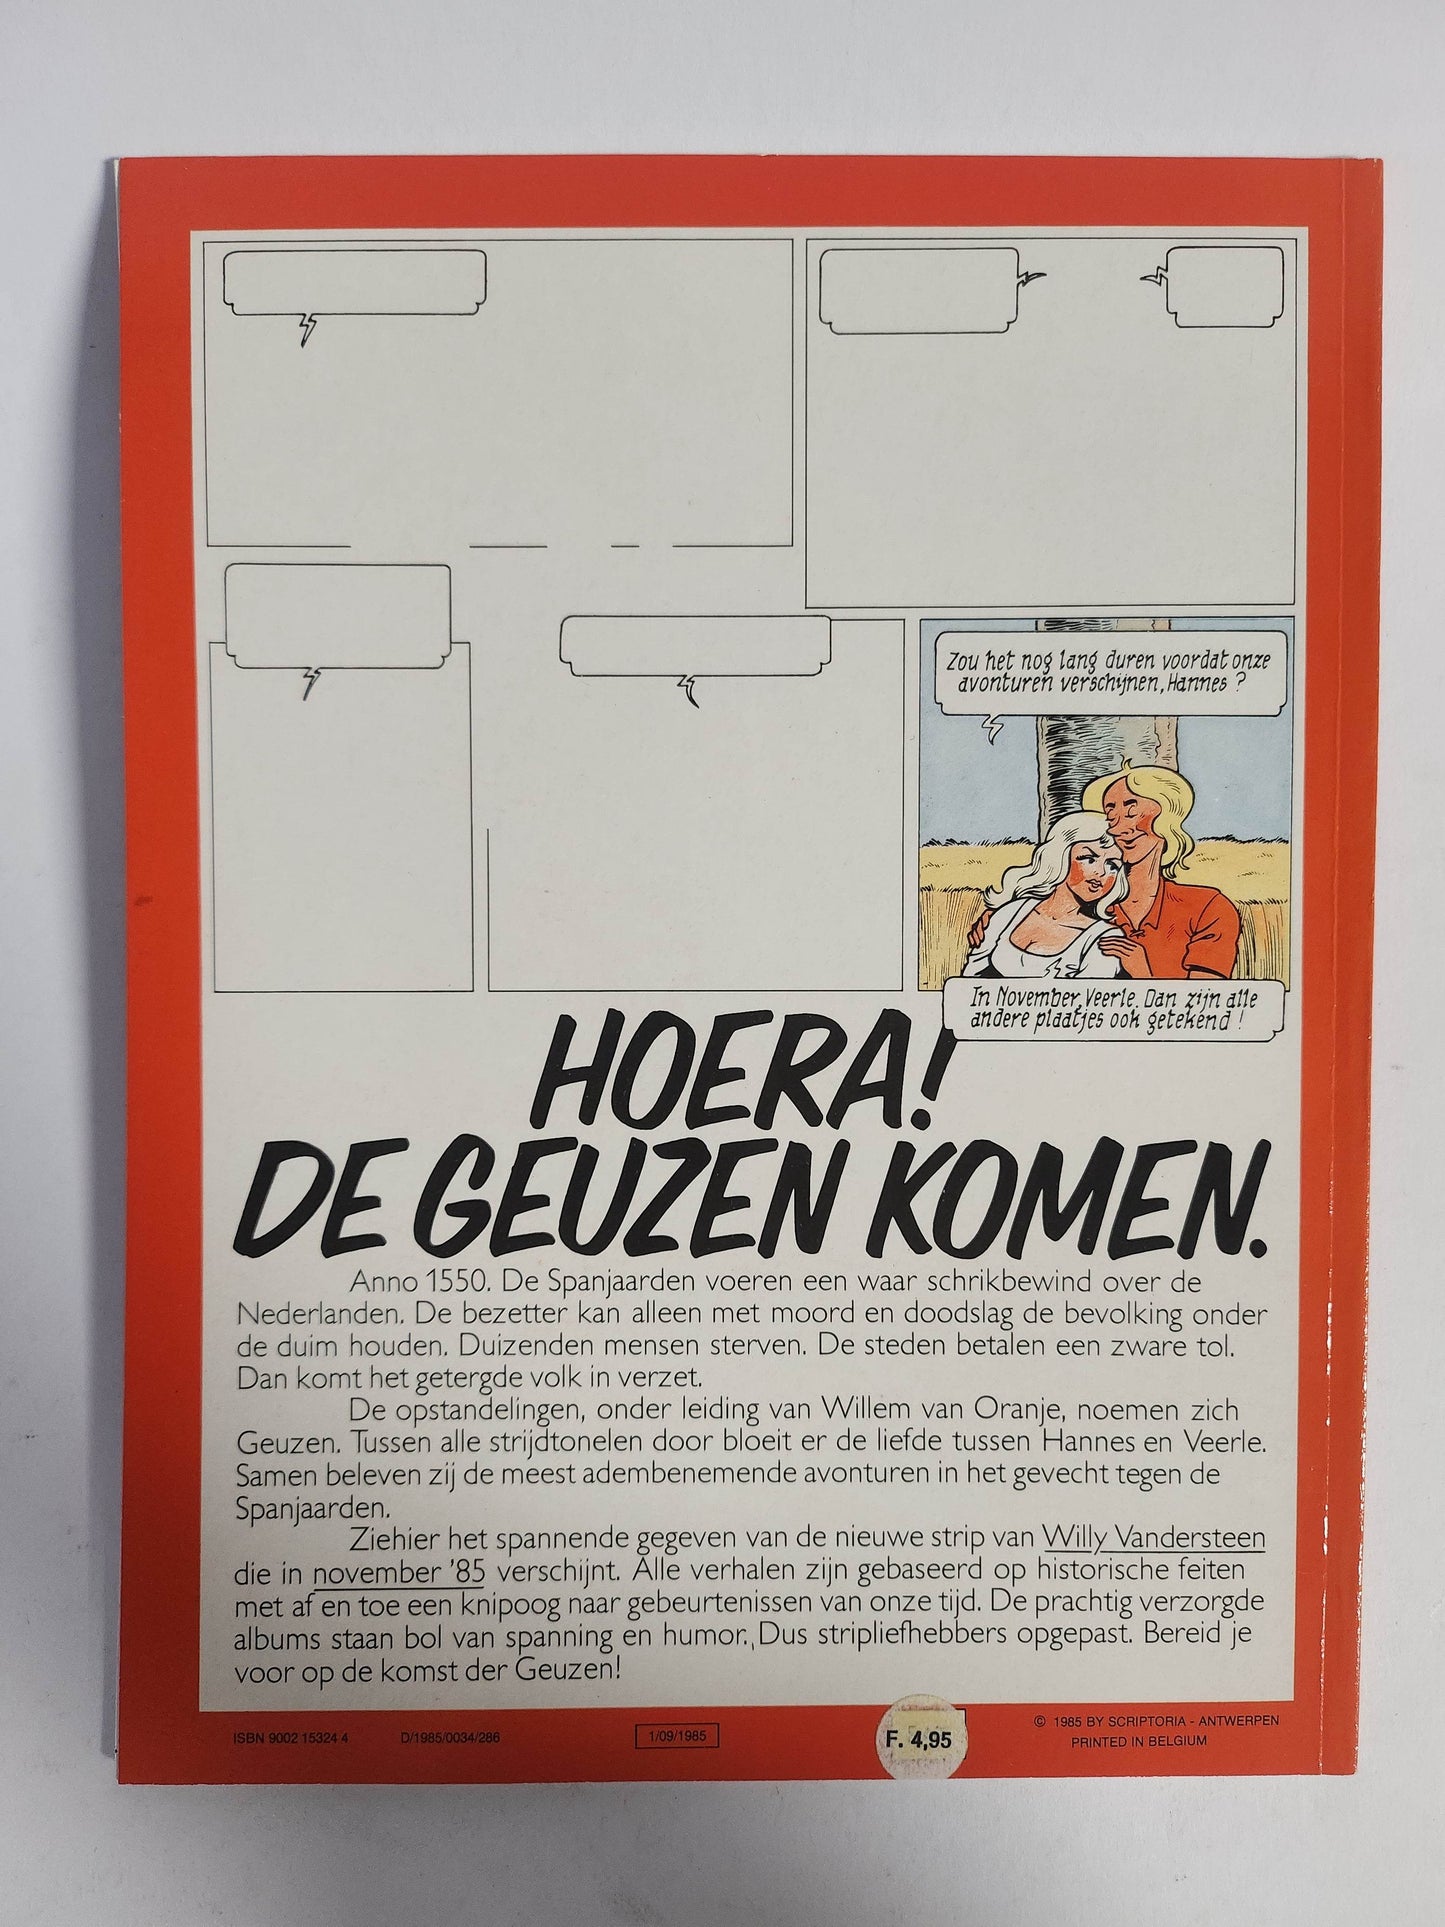 Zou het nog lang duren voordat onze
avonturen verschijnen, Hannes ?
In November, Veerle. Dan zijn alle
andere plaatjes ook getekend !
HOERA!
DE GEUZEN KOMEN.
Anno 1550. De Spanjaarden voeren een waar schrikbewind over de
Nederlanden. De bezetter kan alleen met moord en doodslag de bevolking onder
de duim houden. Duizenden mensen sterven. De steden betalen een zware tol.
Dan komt het getergde volk in verzet.
De opstandelingen, onder leiding van Willem van Oranje, noemen zich
Geuzen. Tussen alle strijdtonelen door bloeit er de liefde tussen Hannes en Veerle.
Samen beleven zij de meest adembenemende avonturen in het gevecht tegen de
Spanjaarden.
Ziehier het spannende gegeven van de nieuwe strip van Willy Vandersteen
die in november '85 verschijnt. Alle verhalen zijn gebaseerd op historische feiten
met af en toe een knipoog naar gebeurtenissen van onze tijd. De prachtig verzorgde
albums staan bol van spanning en humor. Dus stripliefhebbers opgepast. Bereid je
voor op de komst der Geuzen!
ISBN 9002 15324 4 D/1985/0034/286 1/09/1985 F. 4,95 © 1985 BY SCRIPTORIA - ANTWERPEN
PRINTED IN BELGIUM